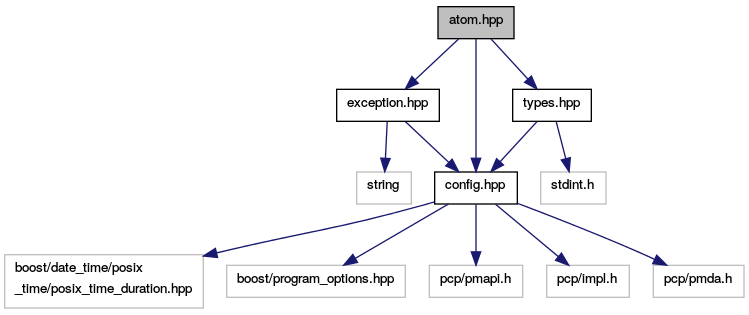 atom.hpp
exception.hpp
types.hpp
string
config.hpp
stdint.h
boost/date_time/posix
_time/posix_time_duration.hpp
boost/program_options.hpp
pcp/pmapi.h
pcp/impl.h
pcp/pmda.h